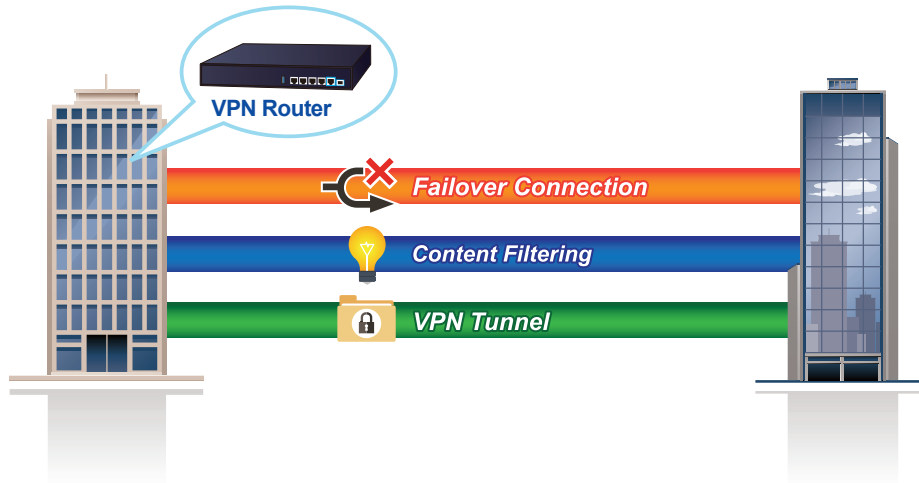 VPN Router
Failover Connection
Content Filtering
VPN Tunnel